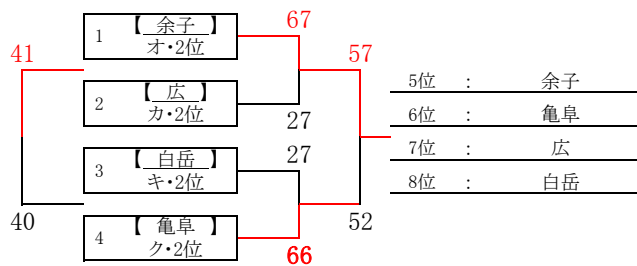 67
41
1 【 余子 】
オ・2位
57
5位 : 余子
2 【 広 】
カ・2位
6位 : 亀阜
27
7位 : 広
3 【 白岳 】
キ・2位
27
8位 : 白岳
40
4 【 亀阜 】
ク・2位
52
66